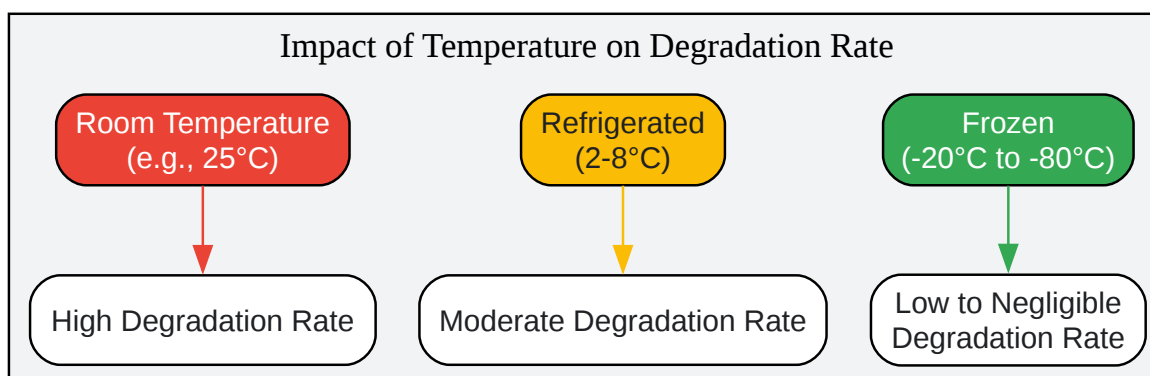 Impact of Temperature on Degradation Rate
Room Temperature
(e.g., 25°C)
Refrigerated
(2-8°C)
Frozen
(-20°C to -80°C)
High Degradation Rate
Moderate Degradation Rate
Low to Negligible
Degradation Rate